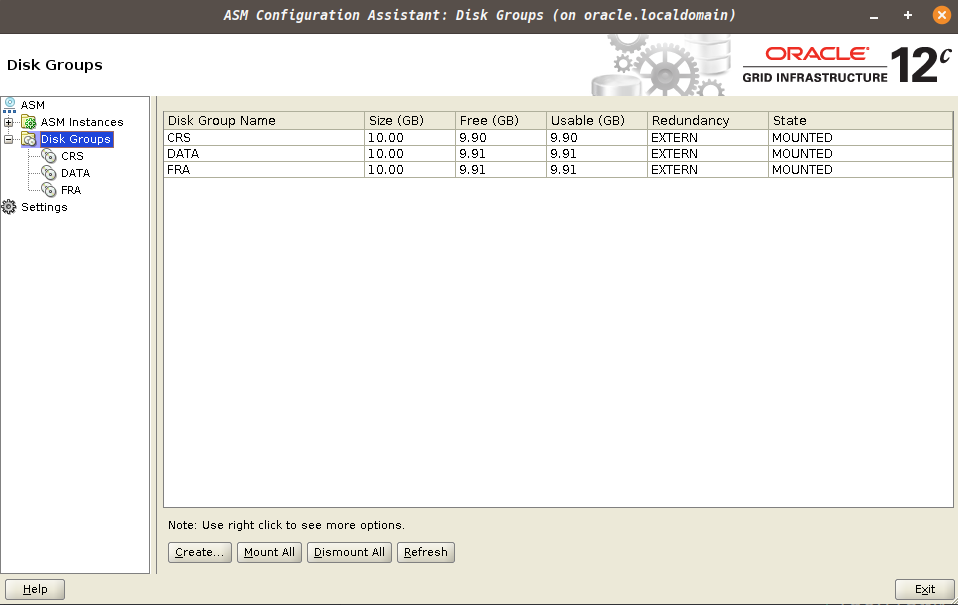 ASM Configuration Assistant: Disk Groups (on oracle.localdomain)
Disk Groups
ORACLE
GRID INFRASTRUCTURE 12c
ASM
ASM Instances
Disk Groups
CRS
DATA
FRA
Settings
Disk Group Name Size (GB) Free (GB) Usable (GB) Redundancy State
CRS 10.00 9.90 9.90 EXTERN MOUNTED
DATA 10.00 9.91 9.91 EXTERN MOUNTED
FRA 10.00 9.91 9.91 EXTERN MOUNTED
Note: Use right click to see more options.
Create... Mount All Dismount All Refresh
Help Exit